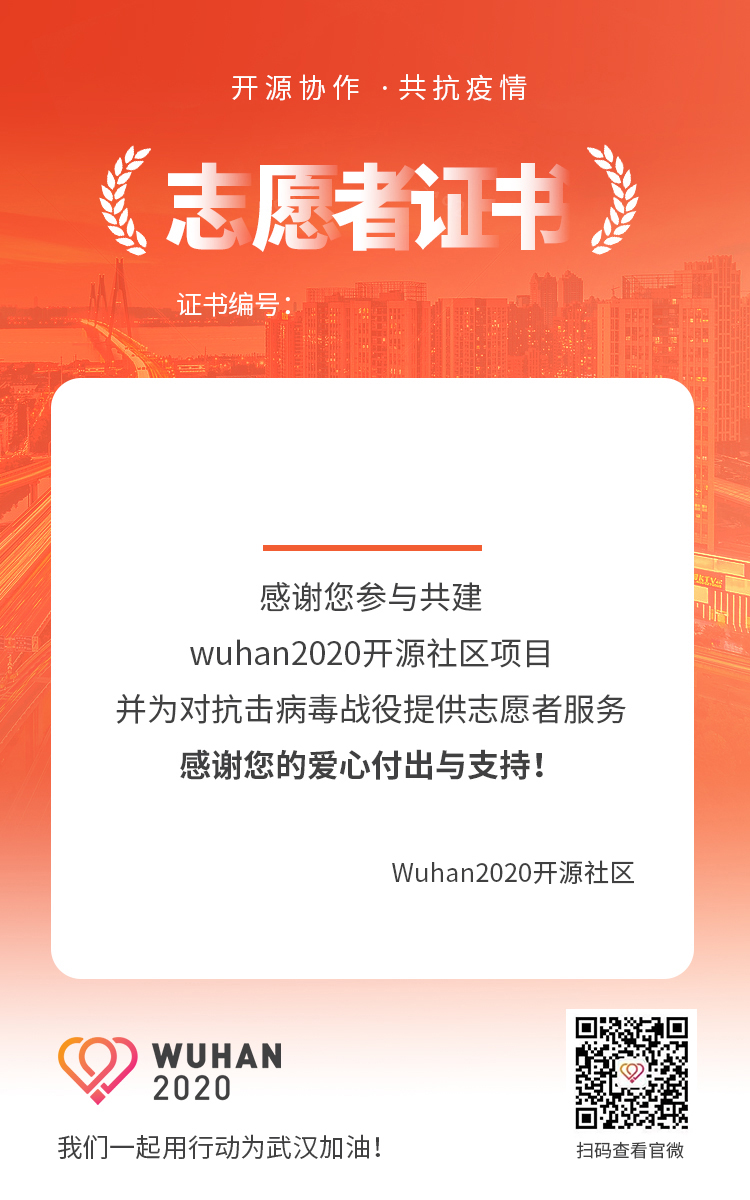 开源协作 ·共抗疫情
志愿者证书
证书编号：
感谢您参与共建
wuhan2020开源社区项目
并为对抗击病毒战役提供志愿者服务
感谢您的爱心付出与支持！
Wuhan2020开源社区
WUHAN
2020
我们一起用行动为武汉加油！
扫码查看官微